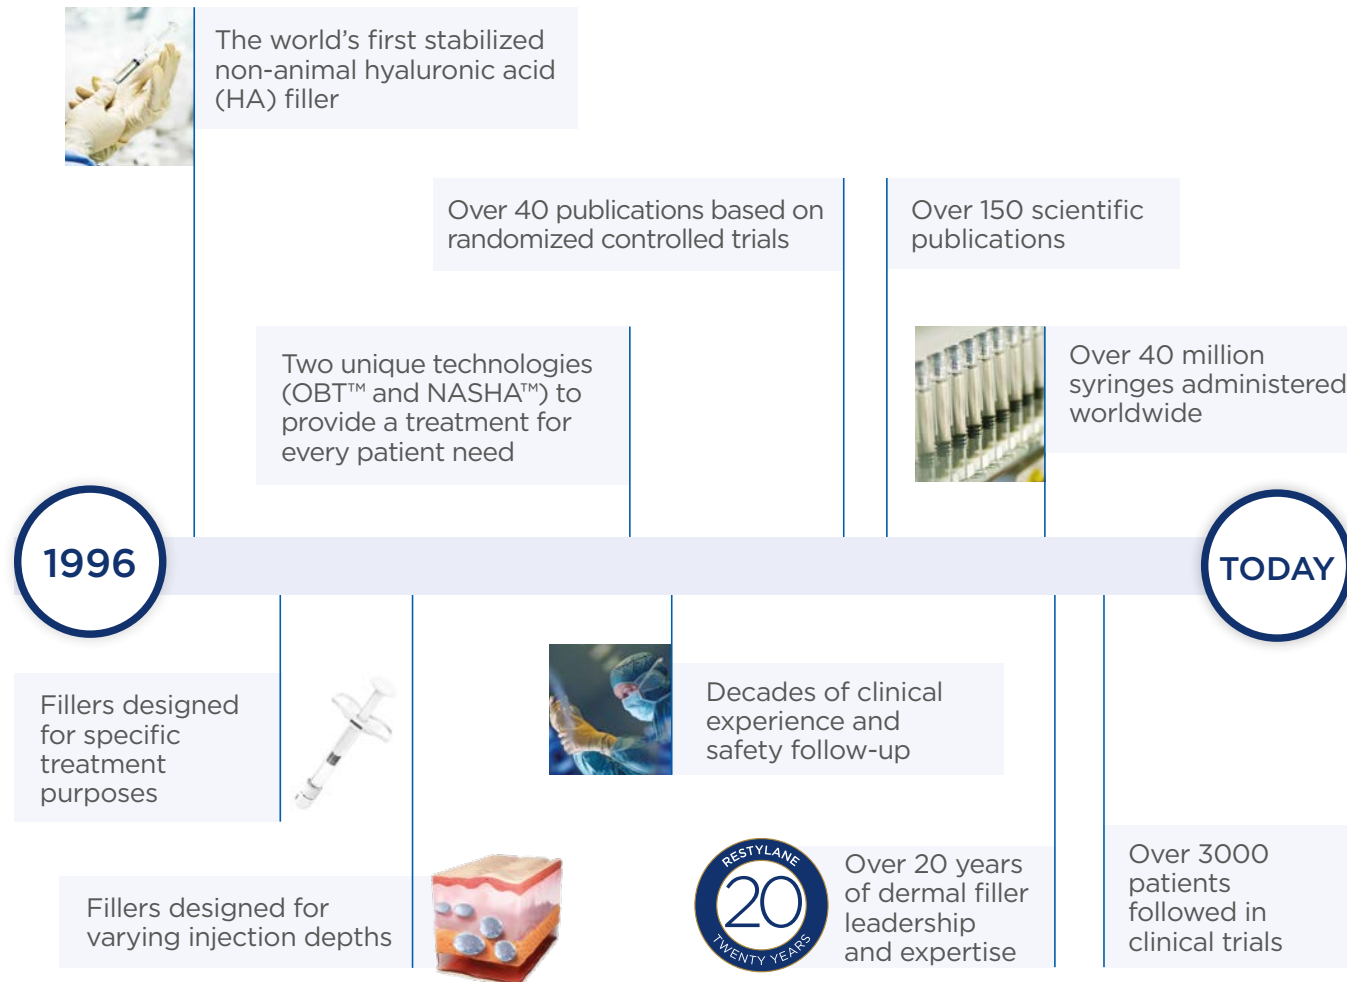 The world’s first stabilized
non-animal hyaluronic acid
(HA) filler
Over 40 publications based on
randomized controlled trials
Over 150 scientific
publications
Two unique technologies
(OBT™ and NASHA™) to
provide a treatment for
every patient need
Over 40 million
syringes administered
worldwide
1996
TODAY
Fillers designed
for specific
treatment
purposes
Decades of clinical
experience and
safety follow-up
Fillers designed for
varying injection depths
RESTYLANE
20
TWENTY YEARS
Over 20 years
of dermal filler
leadership
and expertise
Over 3000
patients
followed in
clinical trials